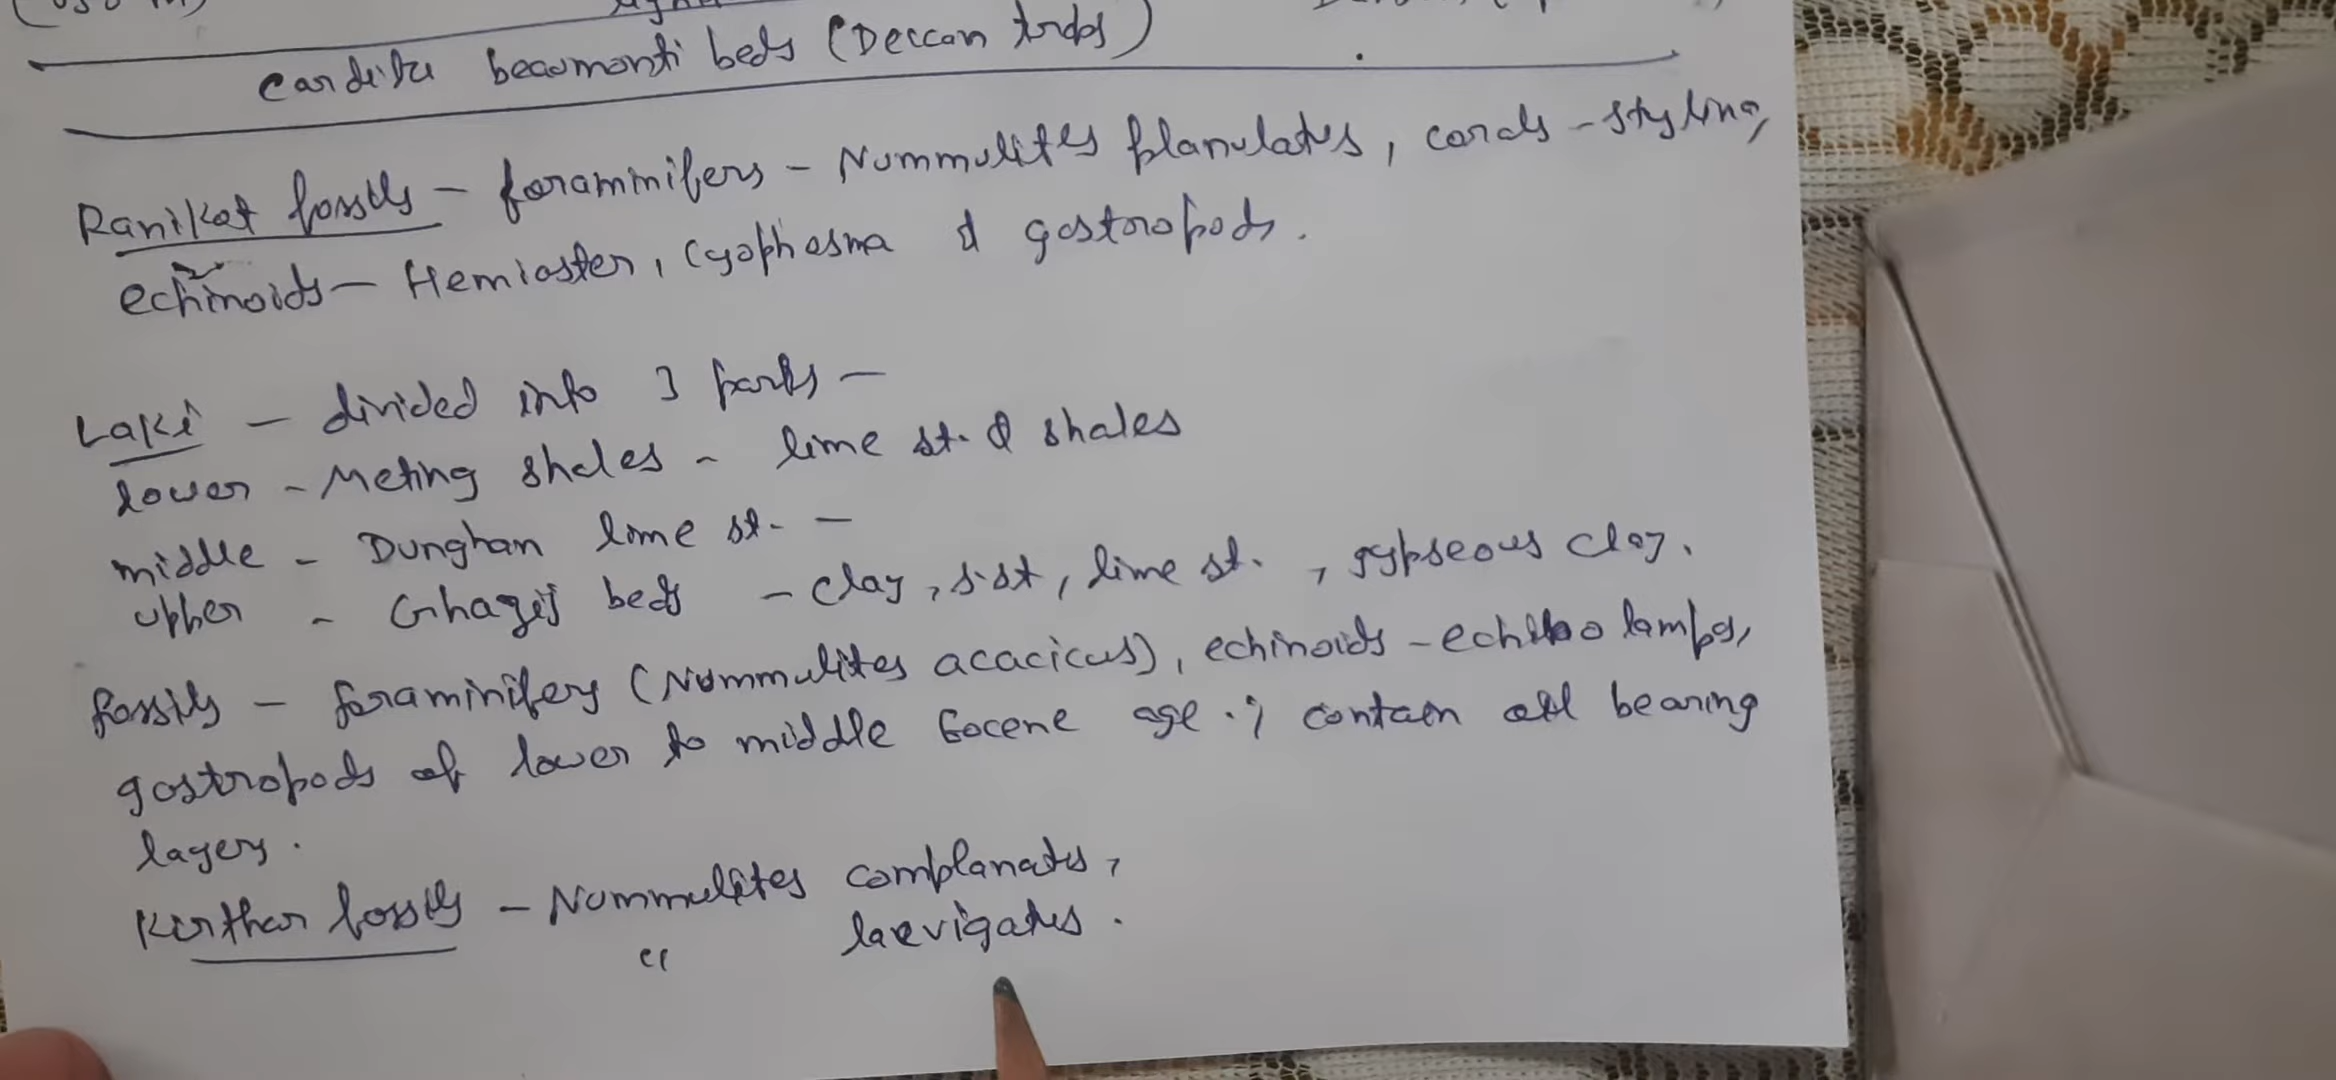 Cardita beaumonti beds (Deccan traps)
Ranikot fossils - foraminifers - Nummulites planulatus, corals - stylina,
echinoids - Hemiaster, Cyophasma & gastropods.
Laki - divided into 3 parts -
lower - Meting shales - lime st. & shales
middle - Dunghan lime st. -
upper - Ghazij beds - clay, s.st, lime st., gypseous clay.
fossils - foraminifers (Nummulites acacicus), echinoids - echinolamps,
gastropods of lower to middle Eocene age.; contain oil bearing
layers.
Kirthar fossils - Nummulites complanatus,
" laevigatus.